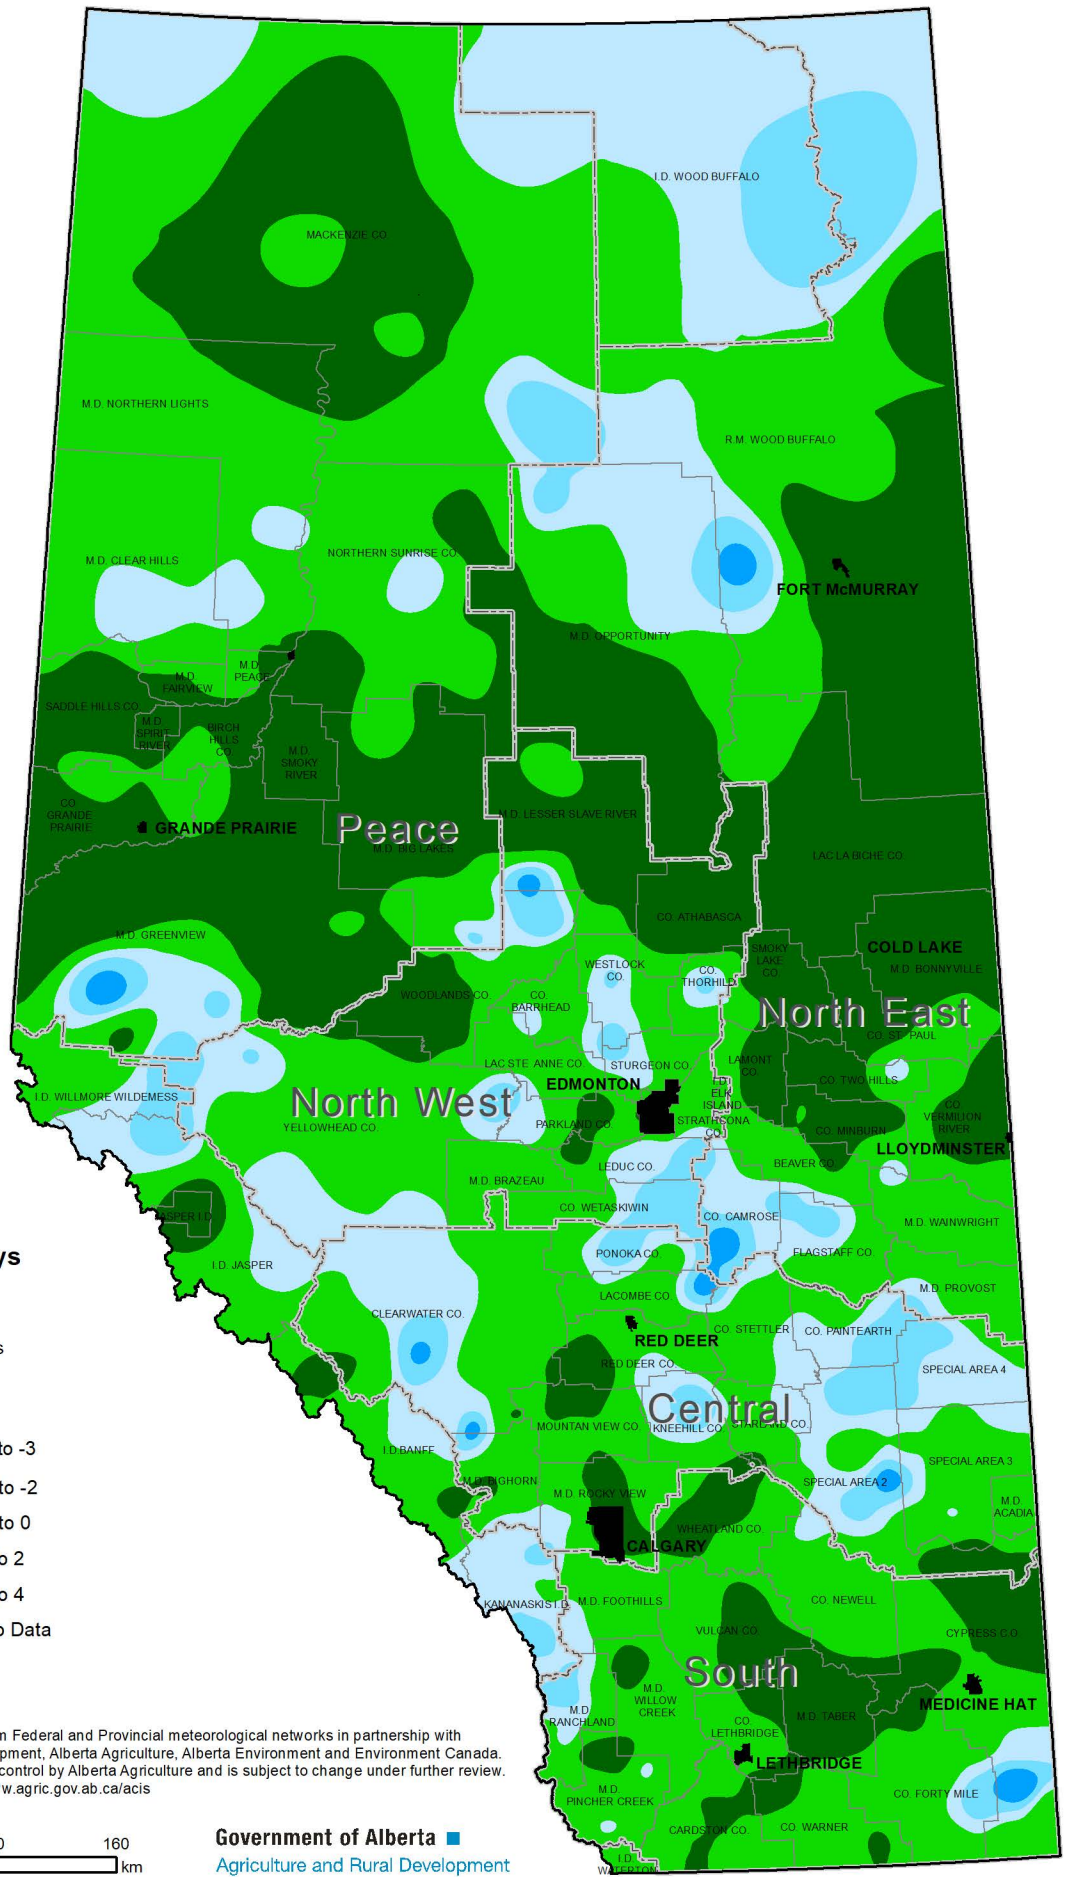 I.D. WOOD BUFFALO
MACKENZIE CO.
M.D. NORTHERN LIGHTS
R.M. WOOD BUFFALO
M.D. CLEAR HILLS
NORTHERN SUNRISE CO.
FORT McMURRAY
M.D. OPPORTUNITY
M.D.
PEACE
M.D.
FAIRVIEW
SADDLE HILLS CO.
M.D.
SPIRIT
RIVER
BIRCH
HILLS
CO.
M.D.
SMOKY
RIVER
CO.
GRANDE
PRAIRIE
GRANDE PRAIRIE
Peace
M.D. BIG LAKES
M.D. LESSER SLAVE RIVER
LAC LA BICHE CO.
CO. ATHABASCA
M.D. GREENVIEW
COLD LAKE
M.D. BONNYVILLE
SMOKY
LAKE
CO.
WESTLOCK
CO.
CO.
THORHILD
WOODLANDS CO.
CO.
BARRHEAD
North East
CO. ST. PAUL
LAC STE ANNE CO.
STURGEON CO.
LAMONT
CO.
EDMONTON
CO. TWO HILLS
I.D.
ELK
ISLAND
I.D. WILLMORE WILDEMESS
North West
YELLOWHEAD CO.
PARKLAND CO.
STRATHCONA
CO.
CO. MINBURN
CO.
VERMILION
RIVER
LLOYDMINSTER
LEDUC CO.
BEAVER CO.
M.D. BRAZEAU
CO. WETASKIWIN
CO. CAMROSE
M.D. WAINWRIGHT
JASPER I.D.
I.D. JASPER
PONOKA CO.
FLAGSTAFF CO.
ys
LACOMBE CO.
M.D. PROVOST
CLEARWATER CO.
RED DEER
CO. STETTLER
CO. PAINTEARTH
s
RED DEER CO.
SPECIAL AREA 4
Central
MOUNTAN VIEW CO.
KNEEHILL CO.
STARLAND CO.
to -3
I.D.BANFF
SPECIAL AREA 3
to -2
M.D. BIGHORN
M.D. ROCKY VIEW
SPECIAL AREA 2
M.D.
ACADIA
to 0
WHEATLAND CO.
CALGARY
o 2
o 4
KANANASKIS I.D.
M.D. FOOTHILLS
CO. NEWELL
o Data
VULCAN CO.
CYPRESS C.O.
South
M.D.
WILLOW
CREEK
MEDICINE HAT
M.D.
RANCHLAND
CO.
LETHBRIDGE
M.D. TABER
m Federal and Provincial meteorological networks in partnership with
opment, Alberta Agriculture, Alberta Environment and Environment Canada.
control by Alberta Agriculture and is subject to change under further review.
w.agric.gov.ab.ca/acis
LETHBRIDGE
M.D.
PINCHER CREEK
CO. FORTY MILE
CARDSTON CO.
CO. WARNER
0 160
km
Government of Alberta
Agriculture and Rural Development
I.D.
WATERTON